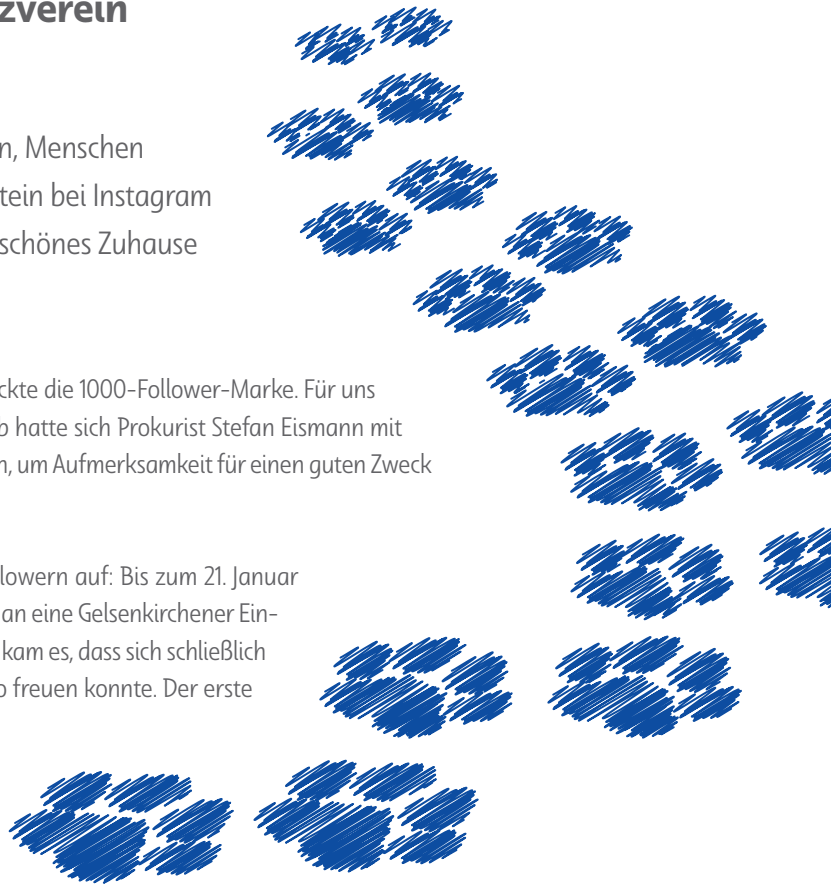 zverein
n, Menschen
tein bei Instagram
schönes Zuhause
ckte die 1000-Follower-Marke. Für uns
b hatte sich Prokurist Stefan Eismann mit
n, um Aufmerksamkeit für einen guten Zweck
lowern auf: Bis zum 21. Januar
an eine Gelsenkirchener Ein-
kam es, dass sich schließlich
o freuen konnte. Der erste